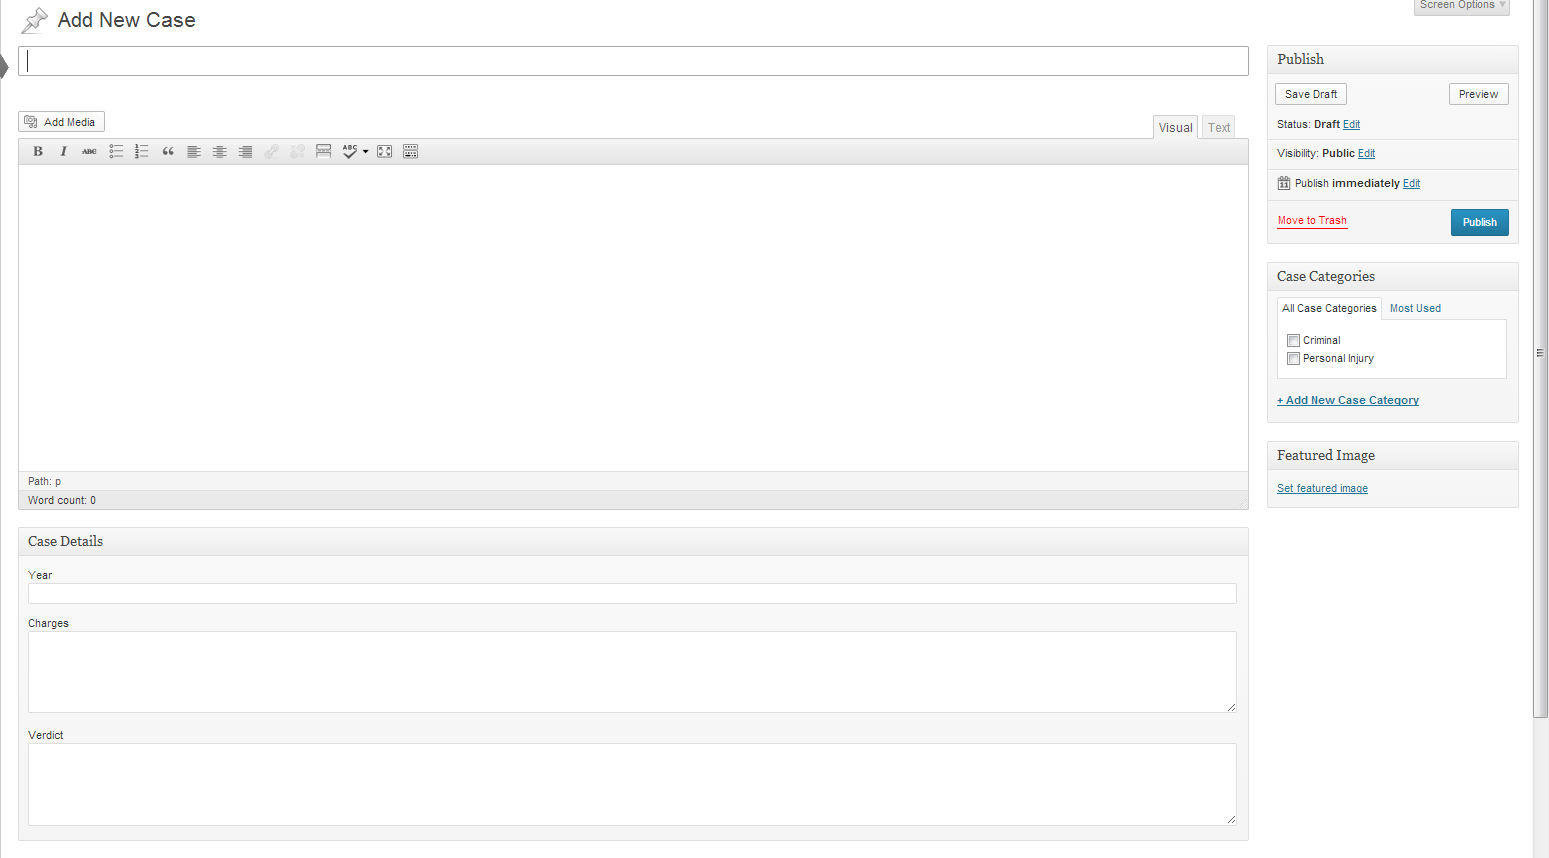 Add New Case
Screen Options
Add Media
Visual
Text
B
I
ABC
ABC
Path: p
Word count: 0
Case Details
Year
Charges
Verdict
Publish
Save Draft
Preview
Status: Draft Edit
Visibility: Public Edit
11 Publish immediately Edit
Move to Trash
Publish
Case Categories
All Case Categories
Most Used
Criminal
Personal Injury
+ Add New Case Category
Featured Image
Set featured image